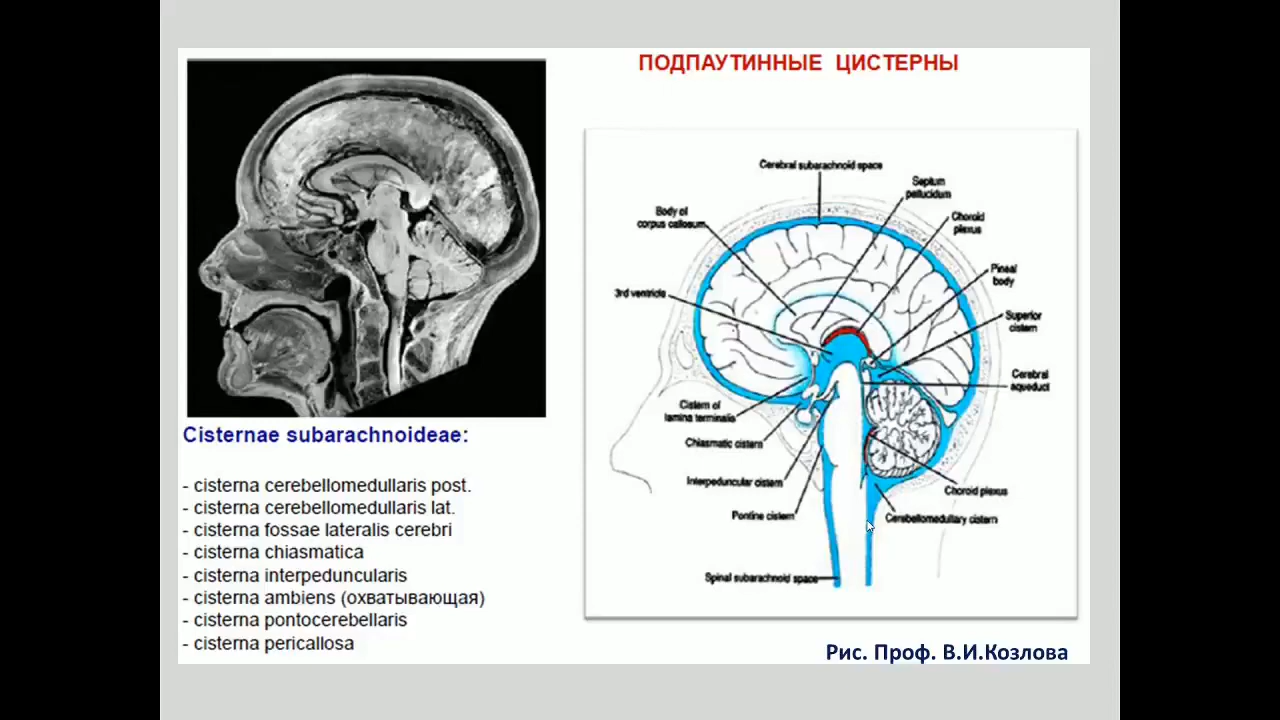 ПОДПАУТИННЫЕ ЦИСТЕРНЫ
Cisternae subarachnoideae:
- cisterna cerebellomedullaris post.
- cisterna cerebellomedullaris lat.
- cisterna fossae lateralis cerebri
- cisterna chiasmatica
- cisterna interpeduncularis
- cisterna ambiens (охватывающая)
- cisterna pontocerebellaris
- cisterna pericallosa
Cerebral subarachnoid space
Septum
pellucidum
Body of
corpus callosum
Choroid
plexus
Pineal
body
3rd ventricle
Superior
cistern
Cerebral
aqueduct
Cistern of
lamina terminalis
Chiasmatic cistern
Interpeduncular cistern
Choroid plexus
Pontine cistern
Cerebellomedullary cistern
Spinal subarachnoid space
Рис. Проф. В.И.Козлова